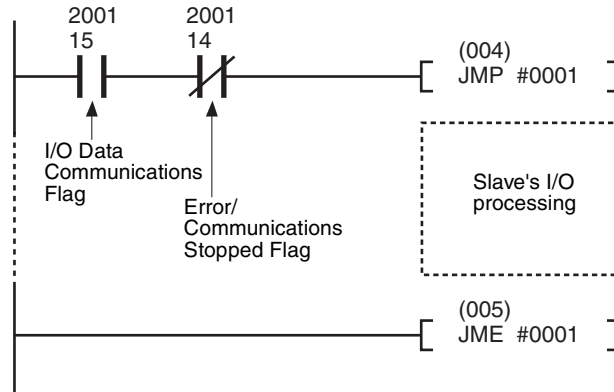 2001
15
2001
14
(004)
JMP #0001
I/O Data
Communications
Flag
Error/
Communications
Stopped Flag
Slave's I/O
processing
(005)
JME #0001